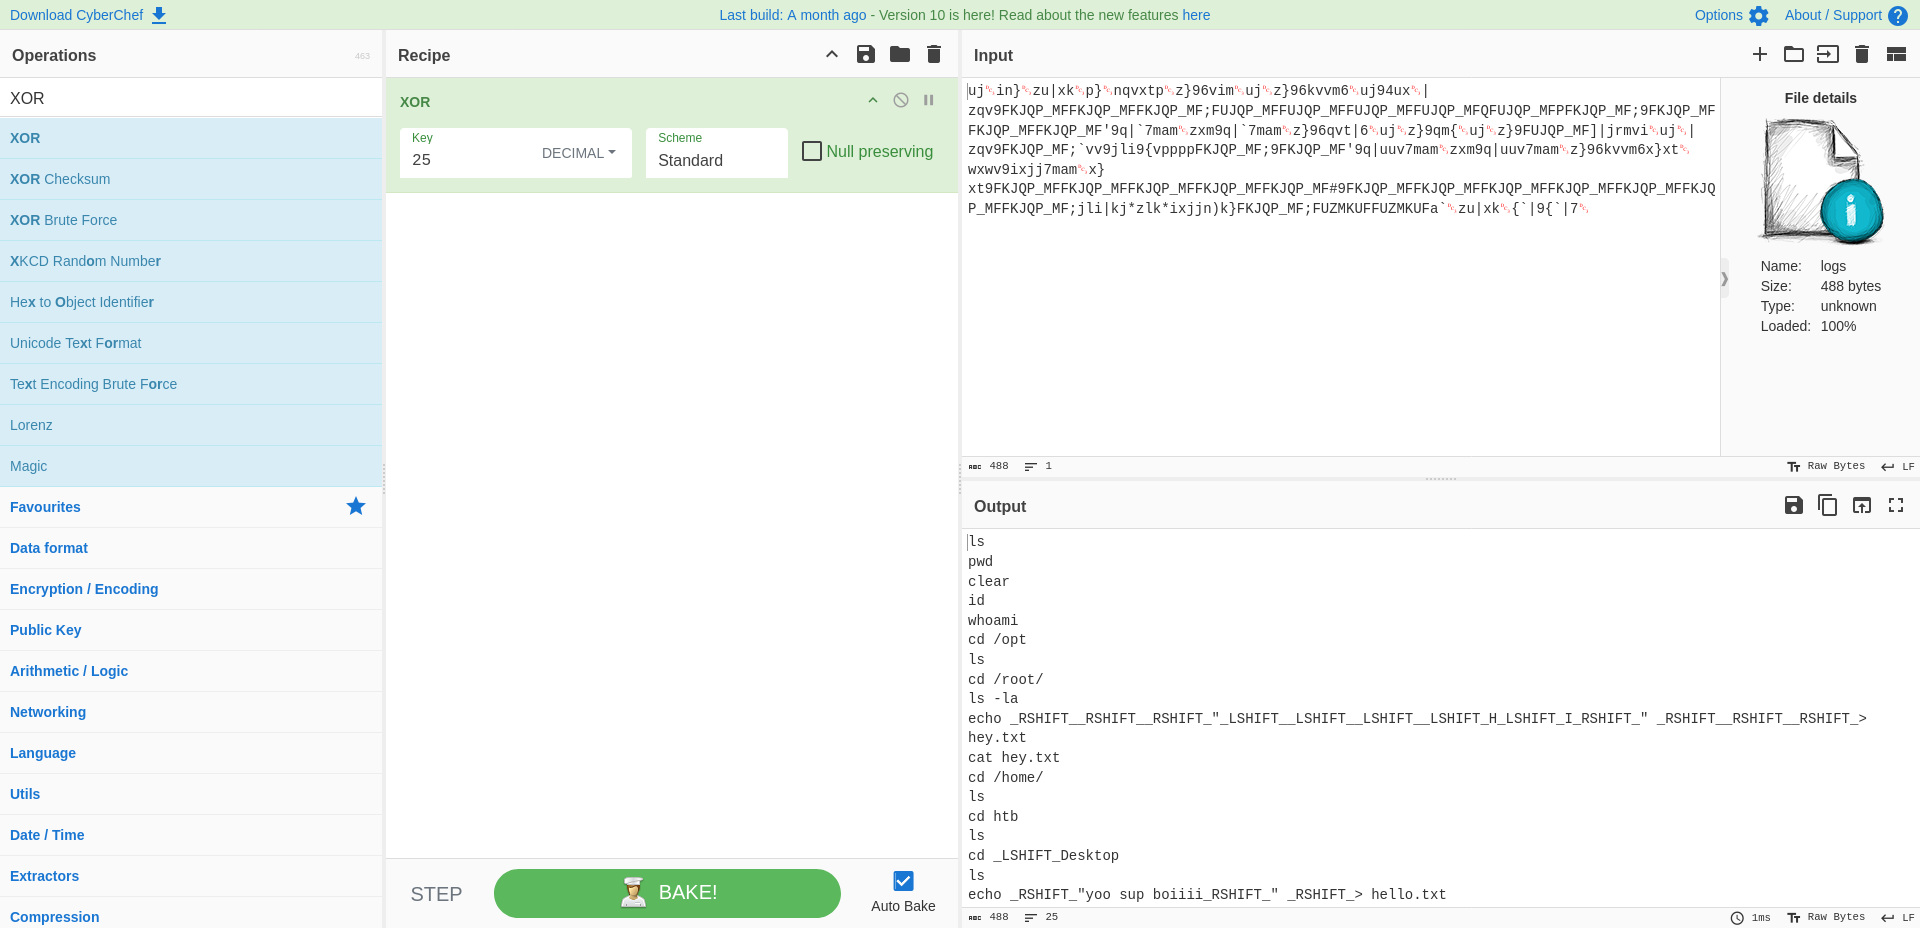 Download CyberChef
Last build: A month ago - Version 10 is here! Read about the new features here
Options
About / Support
Operations
463
XOR
XOR
XOR Checksum
XOR Brute Force
XKCD Random Number
Hex to Object Identifier
Unicode Text Format
Text Encoding Brute Force
Lorenz
Magic
Favourites
Data format
Encryption / Encoding
Public Key
Arithmetic / Logic
Networking
Language
Utils
Date / Time
Extractors
Compression
Recipe
XOR
Key
25
DECIMAL
Scheme
Standard
Null preserving
STEP
BAKE!
Auto Bake
Input
uj␕in}␕zu|xk␕p}␕nqvxtp␕z}96vim␕uj␕z}96kvvm6␕uj94ux␕|
zqv9FKJQP_MFFKJQP_MFFKJQP_MF;FUJQP_MFFUJQP_MFFUJQP_MFFUJQP_MFQFUJQP_MFPFKJQP_MF;9FKJQP_MF
FKJQP_MFFKJQP_MF'9q|`7mam␕zxm9q|`7mam␕z}96qvt|6␕uj␕z}9qm{␕uj␕z}9FUJQP_MF]|jrmvi␕uj␕|
zqv9FKJQP_MF;`vv9jli9{vppppFKJQP_MF;9FKJQP_MF'9q|uuv7mam␕zxm9q|uuv7mam␕z}96kvvm6x}xt␕
wxwv9ixjj7mam␕x}
xt9FKJQP_MFFKJQP_MFFKJQP_MFFKJQP_MFFKJQP_MF#9FKJQP_MFFKJQP_MFFKJQP_MFFKJQP_MFFKJQP_MFFKJQ
P_MFFKJQP_MF;jli|kj*zlk*ixjjn)k}FKJQP_MF;FUZMKUFFUZMKUFa`␕zu|xk␕{`|9{`|7␕
File details
Name: logs
Size: 488 bytes
Type: unknown
Loaded: 100%
488
1
Raw Bytes
LF
Output
ls
pwd
clear
id
whoami
cd /opt
ls
cd /root/
ls -la
echo _RSHIFT__RSHIFT__RSHIFT_"_LSHIFT__LSHIFT__LSHIFT__LSHIFT_H_LSHIFT_I_RSHIFT_" _RSHIFT__RSHIFT__RSHIFT_>
hey.txt
cat hey.txt
cd /home/
ls
cd htb
ls
cd _LSHIFT_Desktop
ls
echo _RSHIFT_"yoo sup boiiii_RSHIFT_" _RSHIFT_> hello.txt
488
25
1ms
Raw Bytes
LF